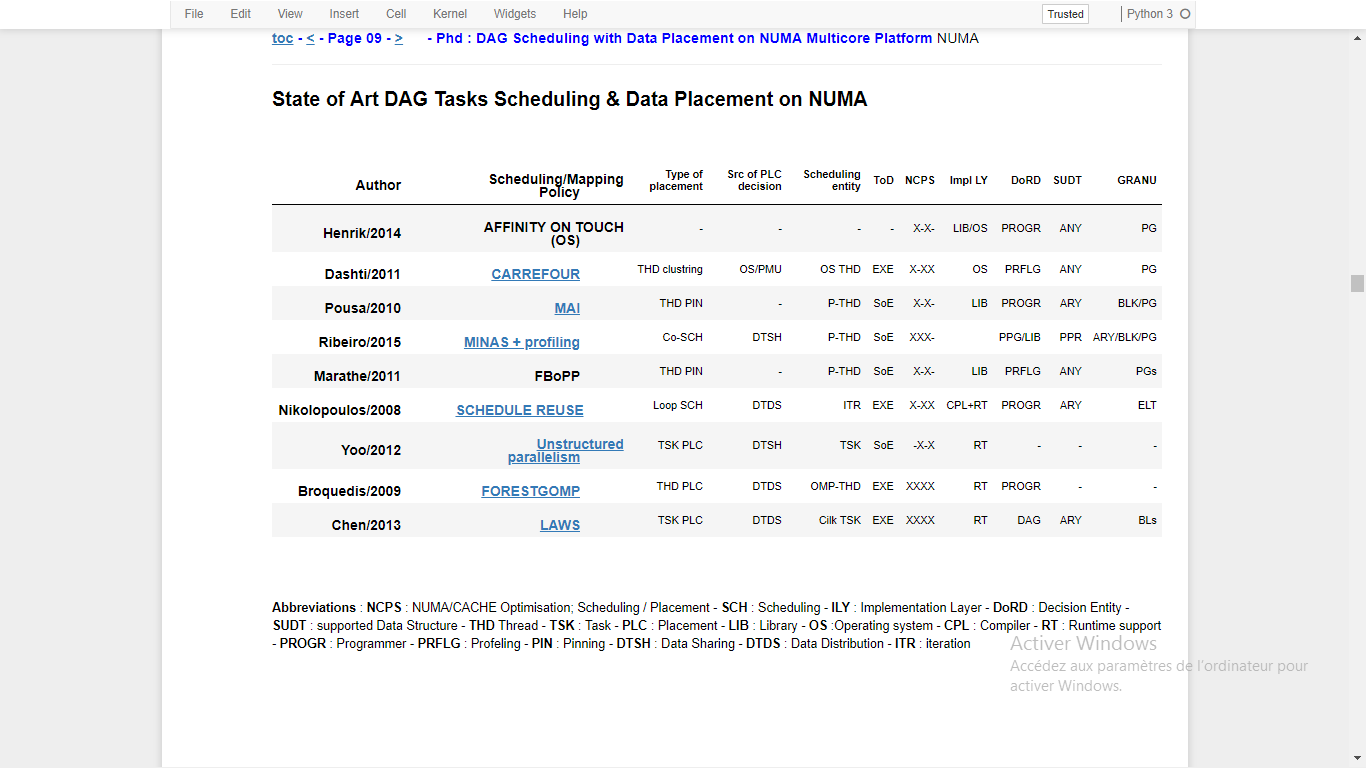 File Edit View Insert Cell Kernel Widgets Help Trusted Python 3
toc - < - Page 09 - > - Phd : DAG Scheduling with Data Placement on NUMA Multicore Platform NUMA
State of Art DAG Tasks Scheduling & Data Placement on NUMA
Author Scheduling/Mapping Policy Type of placement Src of PLC decision Scheduling entity ToD NCPS Impl LY DoRD SUDT GRANU
Henrik/2014 AFFINITY ON TOUCH (OS) - - - - X-X- LIB/OS PROGR ANY PG
Dashti/2011 CARREFOUR THD clustring OS/PMU OS THD EXE X-XX OS PRFLG ANY PG
Pousa/2010 MAI THD PIN - P-THD SoE X-X- LIB PROGR ARY BLK/PG
Ribeiro/2015 MINAS + profiling Co-SCH DTSH P-THD SoE XXX- PPG/LIB PPR ARY/BLK/PG
Marathe/2011 FBoPP THD PIN - P-THD SoE X-X- LIB PRFLG ANY PGs
Nikolopoulos/2008 SCHEDULE REUSE Loop SCH DTDS ITR EXE X-XX CPL+RT PROGR ARY ELT
Yoo/2012 Unstructured parallelism TSK PLC DTSH TSK SoE -X-X RT - - -
Broquedis/2009 FORESTGOMP THD PLC DTDS OMP-THD EXE XXXX RT PROGR - -
Chen/2013 LAWS TSK PLC DTDS Cilk TSK EXE XXXX RT DAG ARY BLs
Abbreviations : NCPS : NUMA/CACHE Optimisation; Scheduling / Placement - SCH : Scheduling - ILY : Implementation Layer - DoRD : Decision Entity -
SUDT : supported Data Structure - THD Thread - TSK : Task - PLC : Placement - LIB : Library - OS :Operating system - CPL : Compiler - RT : Runtime support
- PROGR : Programmer - PRFLG : Profeling - PIN : Pinning - DTSH : Data Sharing - DTDS : Data Distribution - ITR : iteration
Activer Windows
Accédez aux paramètres de l'ordinateur pour
activer Windows.